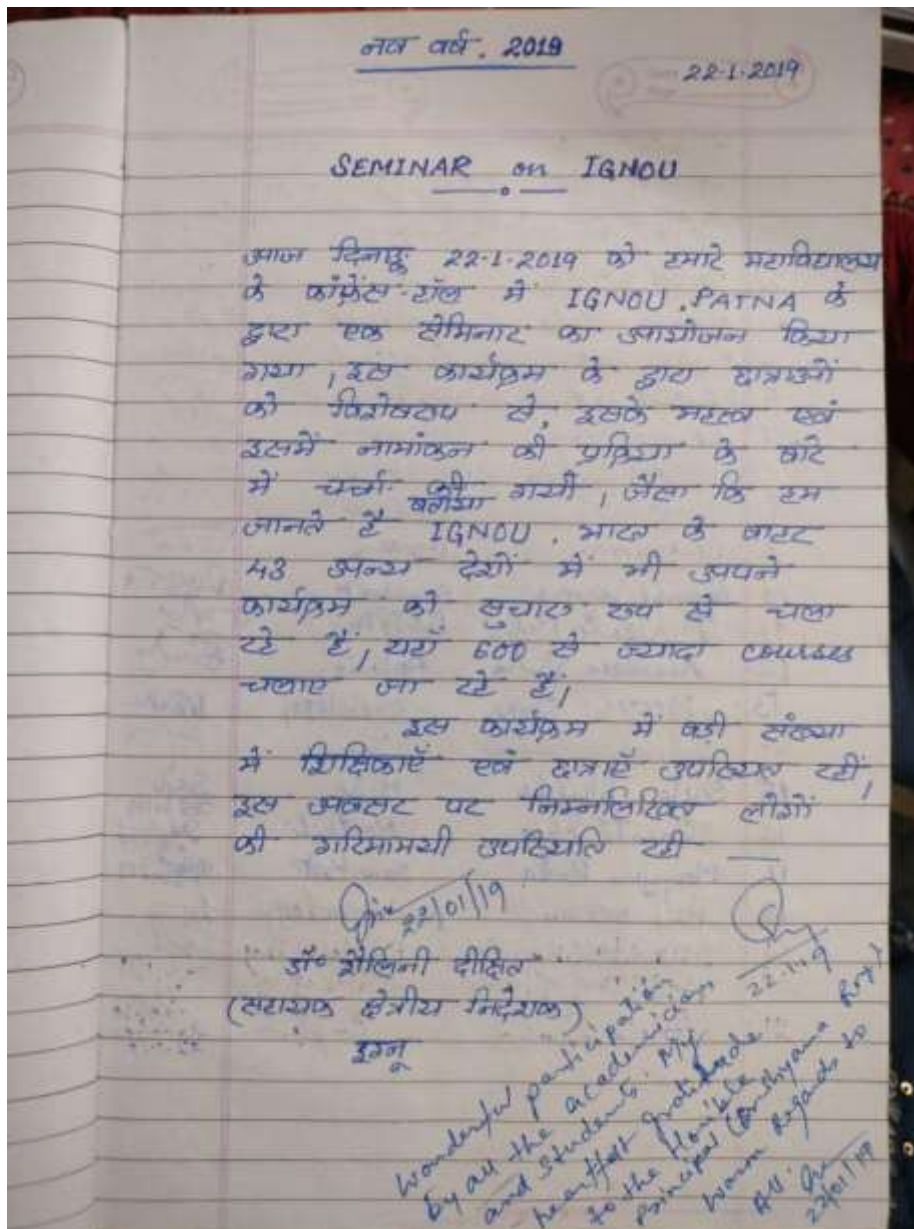 नव वर्ष. 2019
22-1-2019
SEMINAR on IGNOU
आज दिनाङ्क 22-1-2019 को हमारे महाविद्यालय
के कांफ्रेंस-हॉल में IGNOU. PATNA के
द्वारा एक सेमिनार का आयोजन किया
गया, इस कार्यक्रम के द्वारा छात्राओं
को विशेषरूप से, इसके महत्व एवं
इसमें नामांकन की प्रक्रिया के बारे
में चर्चा की गयी, जैसा कि हम
जानते हैं IGNOU. भारत के बाहर
43 अन्य देशों में भी अपने
कार्यक्रम को सुचारु रूप से चला
रहे हैं, यहाँ 600 से ज्यादा courses
चलाए जा रहे हैं,
इस कार्यक्रम में बड़ी संख्या
में शिक्षिकाएँ एवं छात्राएँ उपस्थित रहीं,
इस अवसर पर निम्नलिखित लोगों
की गरिमामयी उपस्थिति रही —
22/01/19
22.1.19
डॉ० शालिनी दीक्षित
(सहायक क्षेत्रीय निदेशक)
इग्नू
Wonderful participation
by all the academicians
and students. My
heartfelt gratitude
to the Hon'ble
principal (Dr. Shyama Roy)
Warm Regards to
All.
22/01/19